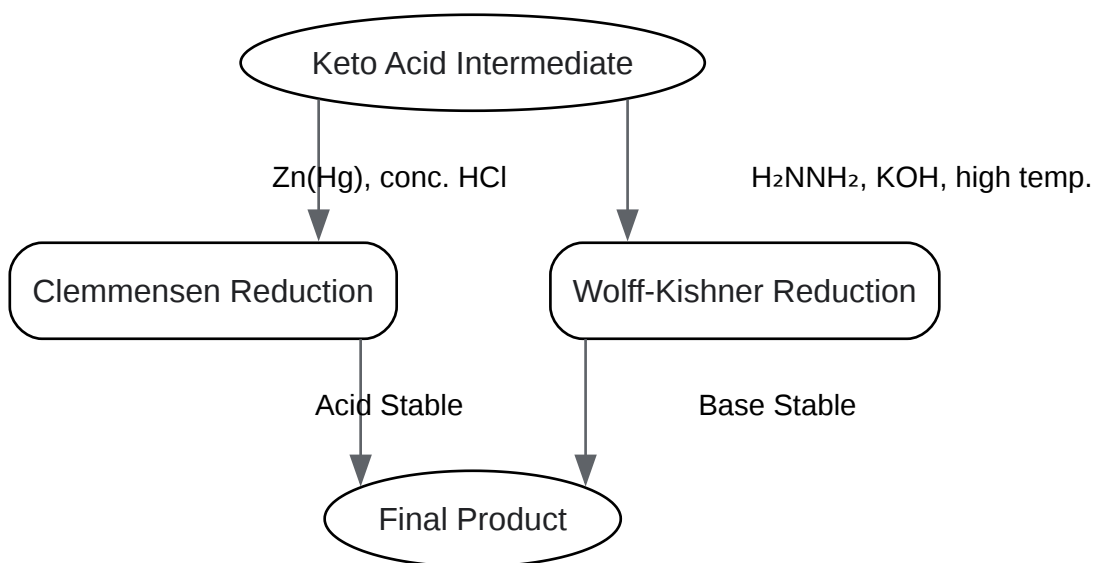 Keto Acid Intermediate
Zn(Hg), conc. HCl
H₂NNH₂, KOH, high temp.
Clemmensen Reduction
Wolff-Kishner Reduction
Acid Stable
Base Stable
Final Product